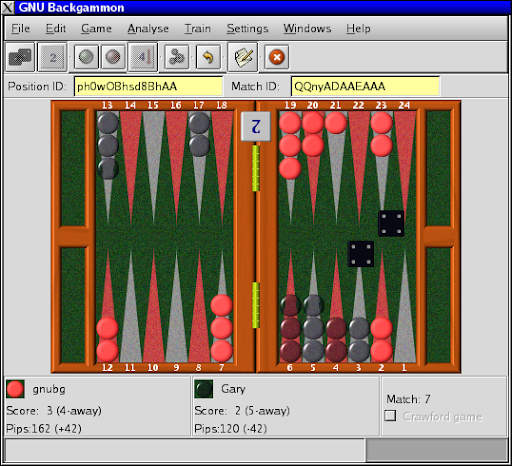 GNU Backgammon
File Edit Game Analyse Train Settings Windows Help
2 4
Position ID: ph0wOBhsd8BhAA Match ID: QQnyADAAEAAA
13 14 15 16 17 18 19 20 21 22 23 24
2
12 11 10 9 8 7 6 5 4 3 2 1
gnubg Gary
Score: 3 (4-away) Score: 2 (5-away) Match: 7
Crawford game
Pips:162 (+42) Pips:120 (-42)